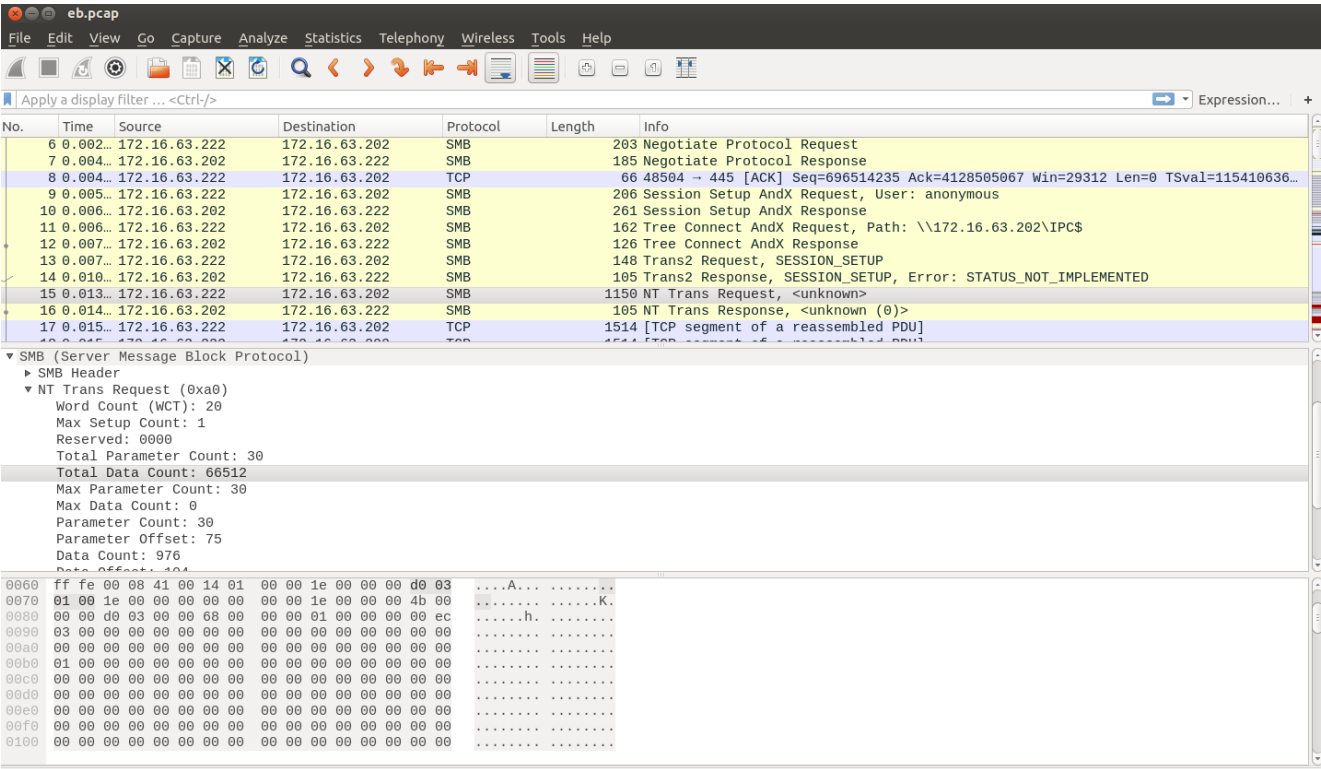 eb.pcap
File Edit View Go Capture Analyze Statistics Telephony Wireless Tools Help
Apply a display filter … <Ctrl-/> Expression… +
No. Time Source Destination Protocol Length Info
6 0.002… 172.16.63.222 172.16.63.202 SMB 203 Negotiate Protocol Request
7 0.004… 172.16.63.202 172.16.63.222 SMB 185 Negotiate Protocol Response
8 0.004… 172.16.63.222 172.16.63.202 TCP 66 48504 → 445 [ACK] Seq=696514235 Ack=4128505067 Win=29312 Len=0 TSval=115410636…
9 0.005… 172.16.63.222 172.16.63.202 SMB 206 Session Setup AndX Request, User: anonymous
10 0.006… 172.16.63.202 172.16.63.222 SMB 261 Session Setup AndX Response
11 0.006… 172.16.63.222 172.16.63.202 SMB 162 Tree Connect AndX Request, Path: \\172.16.63.202\IPC$
12 0.007… 172.16.63.202 172.16.63.222 SMB 126 Tree Connect AndX Response
13 0.007… 172.16.63.222 172.16.63.202 SMB 148 Trans2 Request, SESSION_SETUP
14 0.010… 172.16.63.202 172.16.63.222 SMB 105 Trans2 Response, SESSION_SETUP, Error: STATUS_NOT_IMPLEMENTED
15 0.013… 172.16.63.222 172.16.63.202 SMB 1150 NT Trans Request, <unknown>
16 0.014… 172.16.63.202 172.16.63.222 SMB 105 NT Trans Response, <unknown (0)>
17 0.015… 172.16.63.222 172.16.63.202 TCP 1514 [TCP segment of a reassembled PDU]
SMB (Server Message Block Protocol)
SMB Header
NT Trans Request (0xa0)
Word Count (WCT): 20
Max Setup Count: 1
Reserved: 0000
Total Parameter Count: 30
Total Data Count: 66512
Max Parameter Count: 30
Max Data Count: 0
Parameter Count: 30
Parameter Offset: 75
Data Count: 976
0060 ff fe 00 08 41 00 14 01 00 00 1e 00 00 00 d0 03 ....A... ........
0070 01 00 1e 00 00 00 00 00 00 00 1e 00 00 00 4b 00 ........ ......K.
0080 00 00 d0 03 00 00 68 00 00 00 01 00 00 00 00 ec ......h. ........
0090 03 00 00 00 00 00 00 00 00 00 00 00 00 00 00 00 ........ ........
00a0 00 00 00 00 00 00 00 00 00 00 00 00 00 00 00 00 ........ ........
00b0 01 00 00 00 00 00 00 00 00 00 00 00 00 00 00 00 ........ ........
00c0 00 00 00 00 00 00 00 00 00 00 00 00 00 00 00 00 ........ ........
00d0 00 00 00 00 00 00 00 00 00 00 00 00 00 00 00 00 ........ ........
00e0 00 00 00 00 00 00 00 00 00 00 00 00 00 00 00 00 ........ ........
00f0 00 00 00 00 00 00 00 00 00 00 00 00 00 00 00 00 ........ ........
0100 00 00 00 00 00 00 00 00 00 00 00 00 00 00 00 00 ........ ........